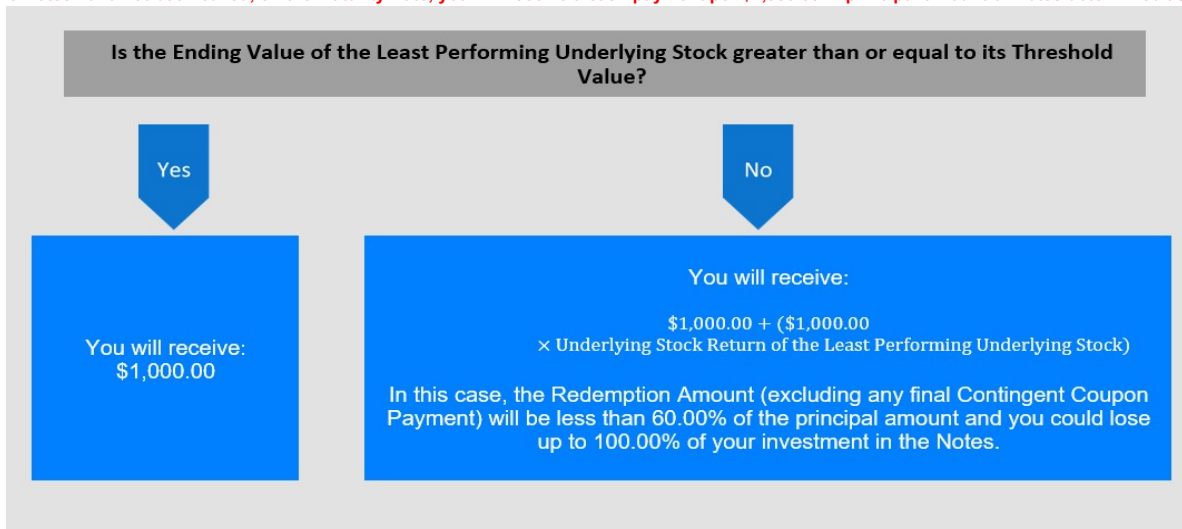 Is the Ending Value of the Least Performing Underlying Stock greater than or equal to its Threshold
Value?
Yes
No
You will receive:
$1,000.00
You will receive:
$1,000.00 + ($1,000.00
× Underlying Stock Return of the Least Performing Underlying Stock)
In this case, the Redemption Amount (excluding any final Contingent Coupon
Payment) will be less than 60.00% of the principal amount and you could lose
up to 100.00% of your investment in the Notes.